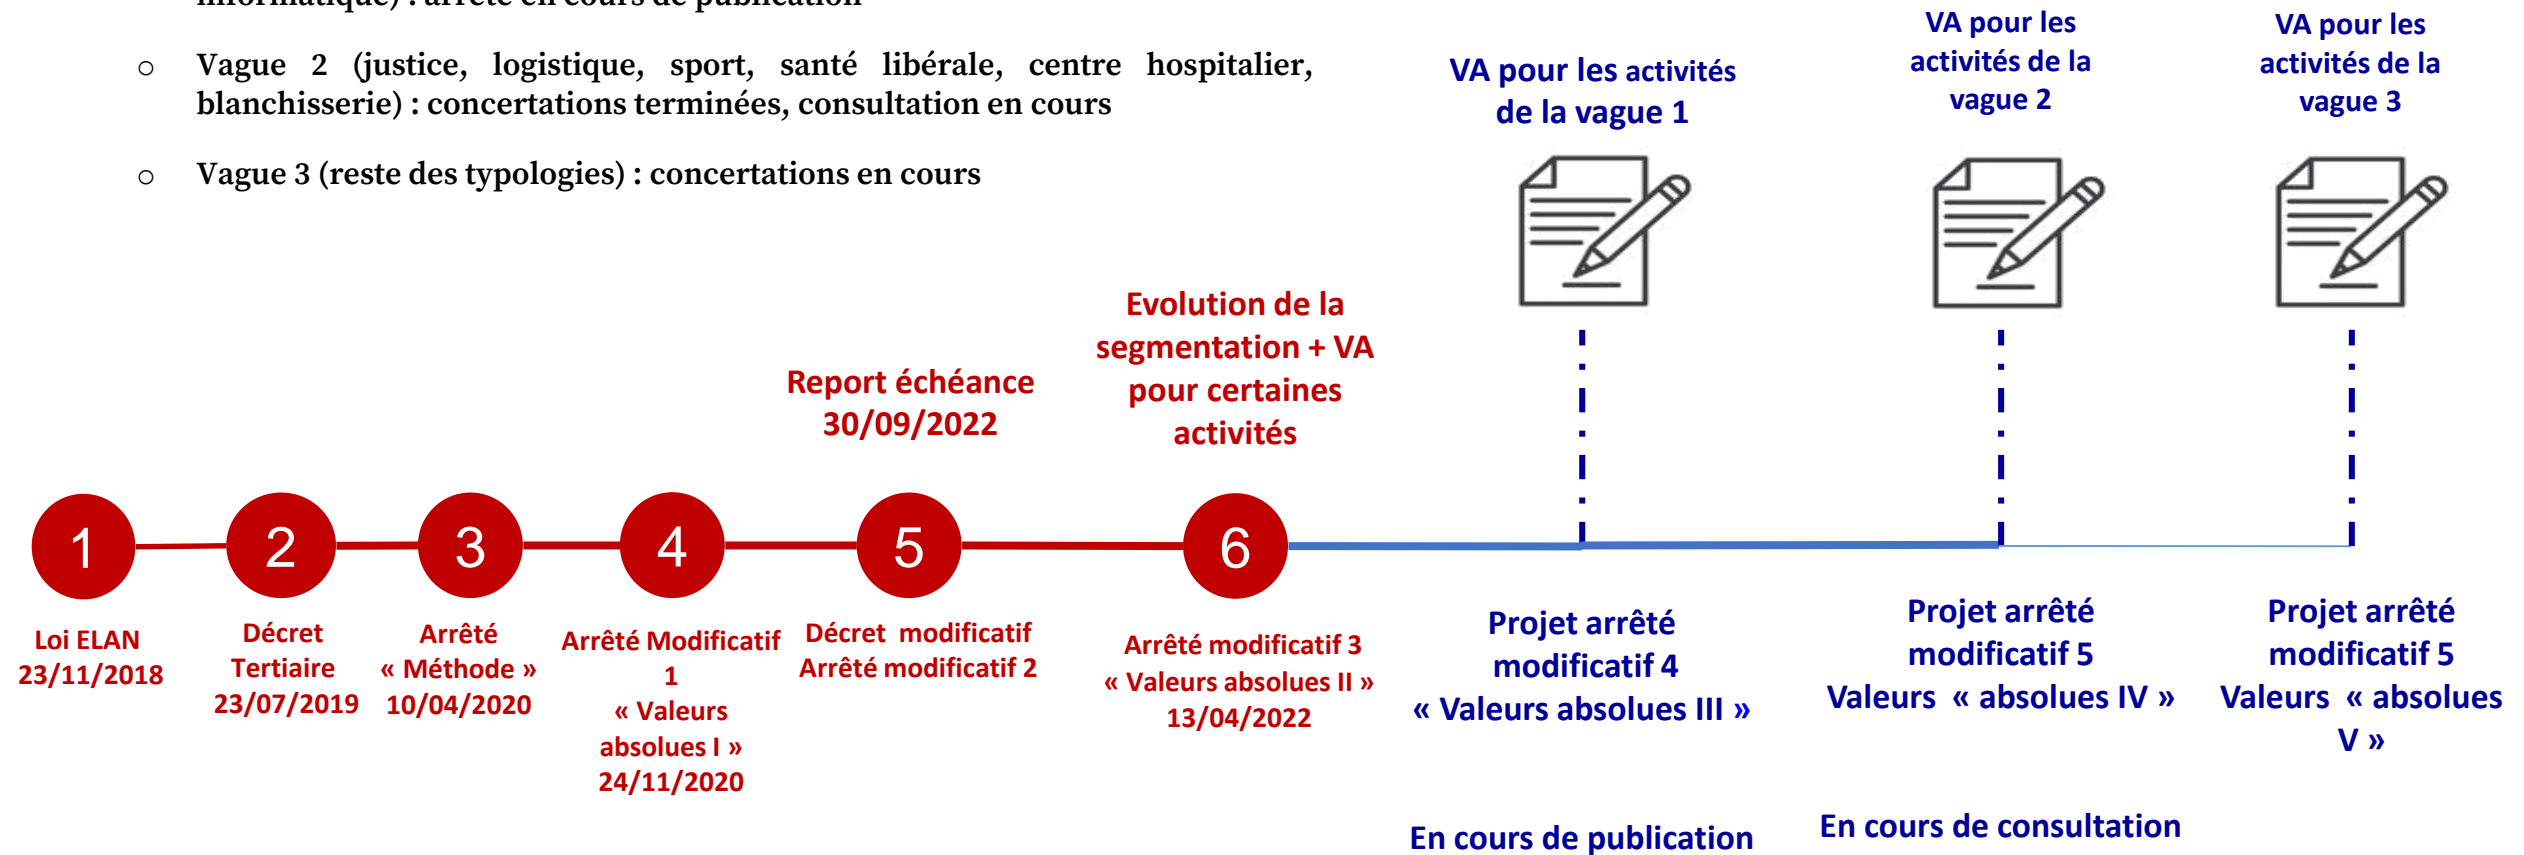 informatique) : arrêté en cours de publication
o Vague 2 (justice, logistique, sport, santé libérale, centre hospitalier,
blanchisserie) : concertations terminées, consultation en cours
o Vague 3 (reste des typologies) : concertations en cours
VA pour les activités
de la vague 1
VA pour les
activités de la
vague 2
VA pour les
activités de la
vague 3
Report échéance
30/09/2022
Evolution de la
segmentation + VA
pour certaines
activités
1
2
3
4
5
6
Loi ELAN
23/11/2018
Décret
Tertiaire
23/07/2019
Arrêté
« Méthode »
10/04/2020
Arrêté Modificatif
1
« Valeurs
absolues I »
24/11/2020
Décret modificatif
Arrêté modificatif 2
Arrêté modificatif 3
« Valeurs absolues II »
13/04/2022
Projet arrêté
modificatif 4
« Valeurs absolues III »
En cours de publication
Projet arrêté
modificatif 5
Valeurs « absolues IV »
En cours de consultation
Projet arrêté
modificatif 5
Valeurs « absolues
V »